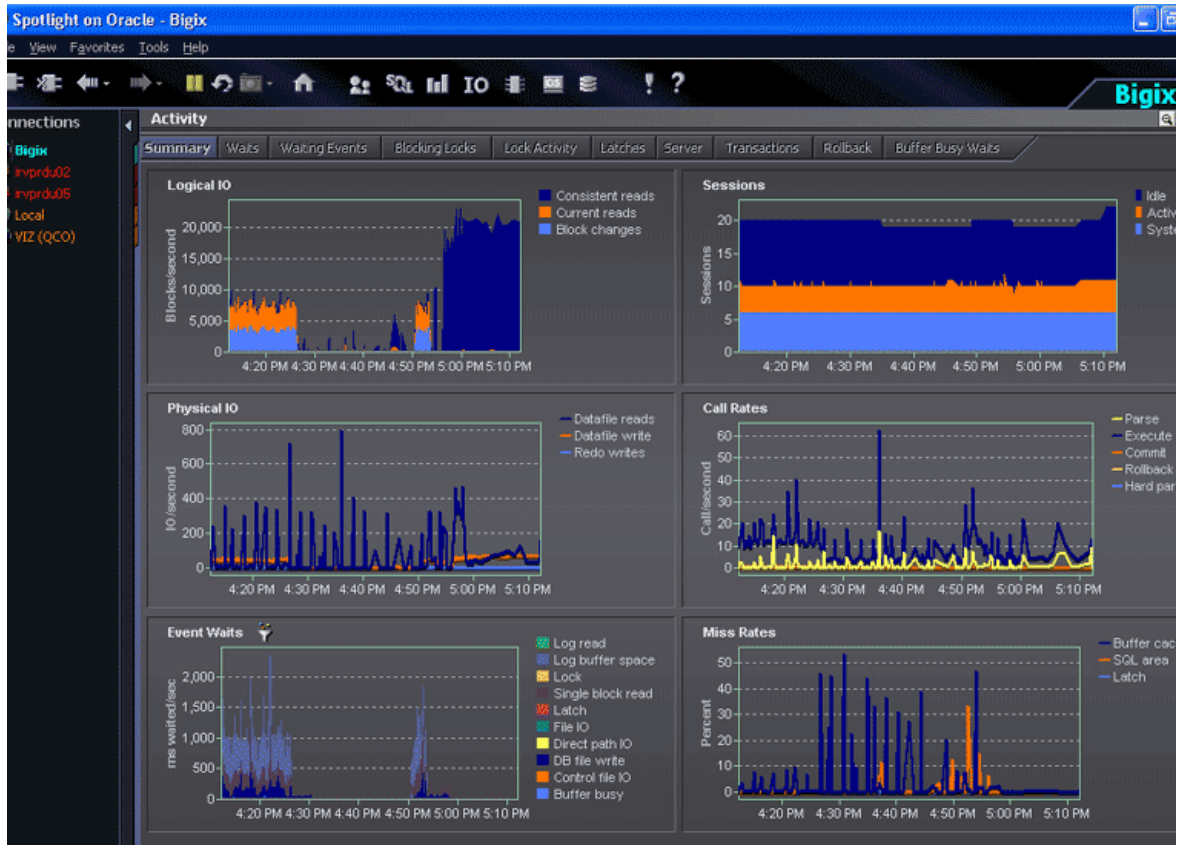 Spotlight on Oracle - Bigix
e View Favorites Tools Help
SQL IO OS ! ?
Bigix
nnections
Bigix
irvprdu02
irvprdu05
Local
VIZ (QCO)
Activity
Summary Waits Waiting Events Blocking Locks Lock Activity Latches Server Transactions Rollback Buffer Busy Waits
Logical IO
Consistent reads
Current reads
Block changes
Blocks/second
20,000
15,000
10,000
5,000
0
4:20 PM 4:30 PM 4:40 PM 4:50 PM 5:00 PM 5:10 PM
Sessions
Idle
Activ
Syste
Sessions
20
15
10
5
0
4:20 PM 4:30 PM 4:40 PM 4:50 PM 5:00 PM 5:10 PM
Physical IO
Datafile reads
Datafile write
Redo writes
IO/second
800
600
400
200
0
4:20 PM 4:30 PM 4:40 PM 4:50 PM 5:00 PM 5:10 PM
Call Rates
Parse
Execute
Commit
Rollback
Hard par
Call/second
60
50
40
30
20
10
0
4:20 PM 4:30 PM 4:40 PM 4:50 PM 5:00 PM 5:10 PM
Event Waits
Log read
Log buffer space
Lock
Single block read
Latch
File IO
Direct path IO
DB file write
Control file IO
Buffer busy
ms waited/sec
2,000
1,500
1,000
500
0
4:20 PM 4:30 PM 4:40 PM 4:50 PM 5:00 PM 5:10 PM
Miss Rates
Buffer cac
SQL area
Latch
Percent
50
40
30
20
10
0
4:20 PM 4:30 PM 4:40 PM 4:50 PM 5:00 PM 5:10 PM